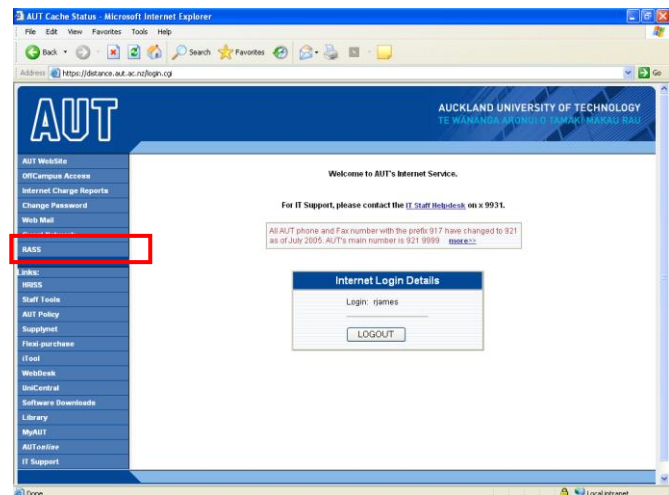 AUT Cache Status - Microsoft Internet Explorer
File Edit View Favorites Tools Help
Back Search Favorites
Address https://distance.aut.ac.nz/login.cgi Go
AUT
AUCKLAND UNIVERSITY OF TECHNOLOGY
TE WĀNANGA ARONUI O TAMAKI MAKAU RAU
AUT WebSite
OffCampus Access
Internet Charge Reports
Change Password
Web Mail
RASS
Links:
HRISS
Staff Tools
AUT Policy
Supplynet
Flexi-purchase
iTool
WebDesk
UniCentral
Software Downloads
Library
MyAUT
AUTonline
IT Support
Welcome to AUT's Internet Service.
For IT Support, please contact the IT Staff Helpdesk on x 9931.
All AUT phone and Fax number with the prefix 917 have changed to 921
as of July 2005. AUT's main number is 921 9999 more>>
Internet Login Details
Login: rjames
LOGOUT
Done Local intranet